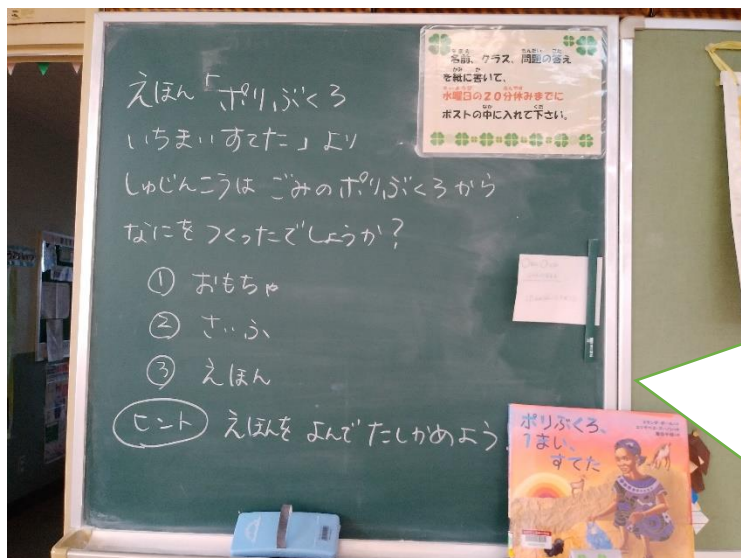 えほん「ポリぶくろ
いちまいすてた」より
しゅじんこうは ごみのポリぶくろから
なにを つくったでしょうか?
① おもちゃ
② さいふ
③ えほん
ヒント えほんを よんで たしかめよう
名前、クラス、問題の答え
を紙に書いて、
水曜日の20分休みまでに
ポストの中に入れて下さい。
ポリぶくろ、
1まい、
すてた